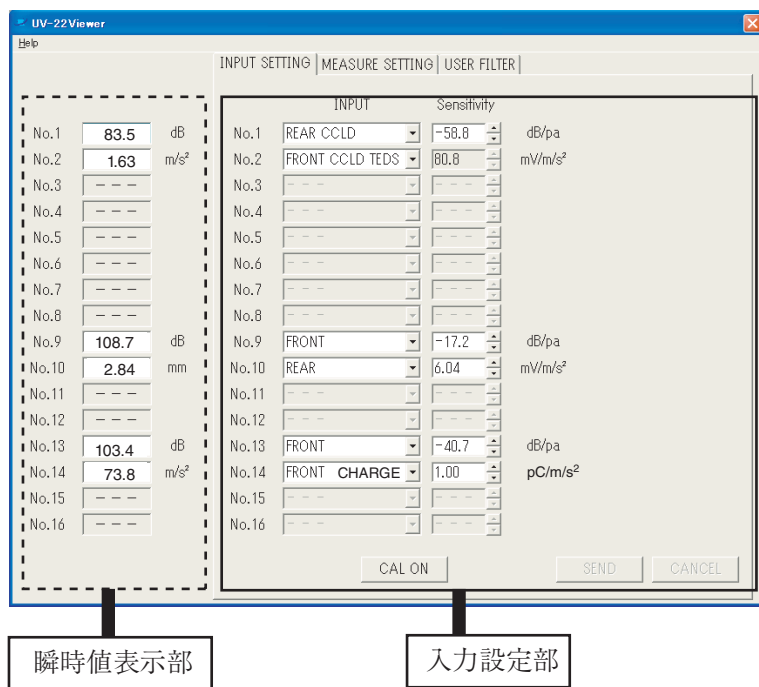 UV-22Viewer
Help
INPUT SETTING MEASURE SETTING USER FILTER
INPUT Sensitivity
No.1 83.5 dB No.1 REAR CCLD -58.8 dB/pa
No.2 1.63 m/s² No.2 FRONT CCLD TEDS 80.8 mV/m/s²
No.3 - - - No.3 - - - - - -
No.4 - - - No.4 - - - - - -
No.5 - - - No.5 - - - - - -
No.6 - - - No.6 - - - - - -
No.7 - - - No.7 - - - - - -
No.8 - - - No.8 - - - - - -
No.9 108.7 dB No.9 FRONT -17.2 dB/pa
No.10 2.84 mm No.10 REAR 6.04 mV/m/s²
No.11 - - - No.11 - - - - - -
No.12 - - - No.12 - - - - - -
No.13 103.4 dB No.13 FRONT -40.7 dB/pa
No.14 73.8 m/s² No.14 FRONT CHARGE 1.00 pC/m/s²
No.15 - - - No.15 - - - - - -
No.16 - - - No.16 - - - - - -
CAL ON SEND CANCEL
瞬時値表示部 入力設定部